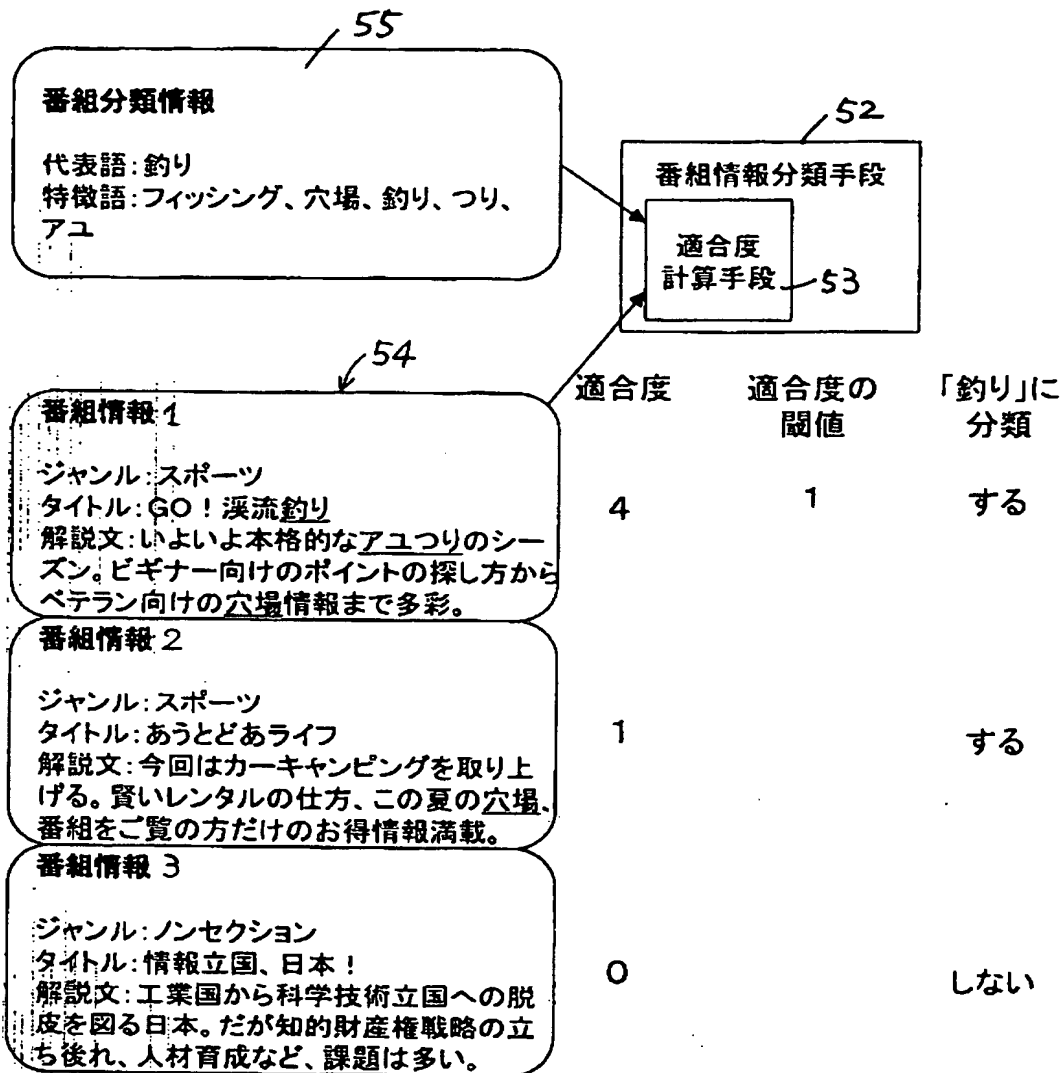 55
番組分類情報
代表語:釣り
特徴語:フィッシング、穴場、釣り、つり、
アユ
52
番組情報分類手段
適合度
計算手段
53
54
適合度
適合度の
閾値
「釣り」に
分類
番組情報 1
ジャンル:スポーツ
タイトル:GO!渓流釣り
解説文:いよいよ本格的なアユつりのシー
ズン。ビギナー向けのポイントの探し方から
ベテラン向けの穴場情報まで多彩。
4
1
する
番組情報 2
ジャンル:スポーツ
タイトル:あうとどあライフ
解説文:今回はカーキャンピングを取り上
げる。賢いレンタルの仕方、この夏の穴場、
番組をご覧の方だけのお得情報満載。
1
する
番組情報 3
ジャンル:ノンセクション
タイトル:情報立国、日本!
解説文:工業国から科学技術立国への脱
皮を図る日本。だが知的財産権戦略の立
ち後れ、人材育成など、課題は多い。
0
しない